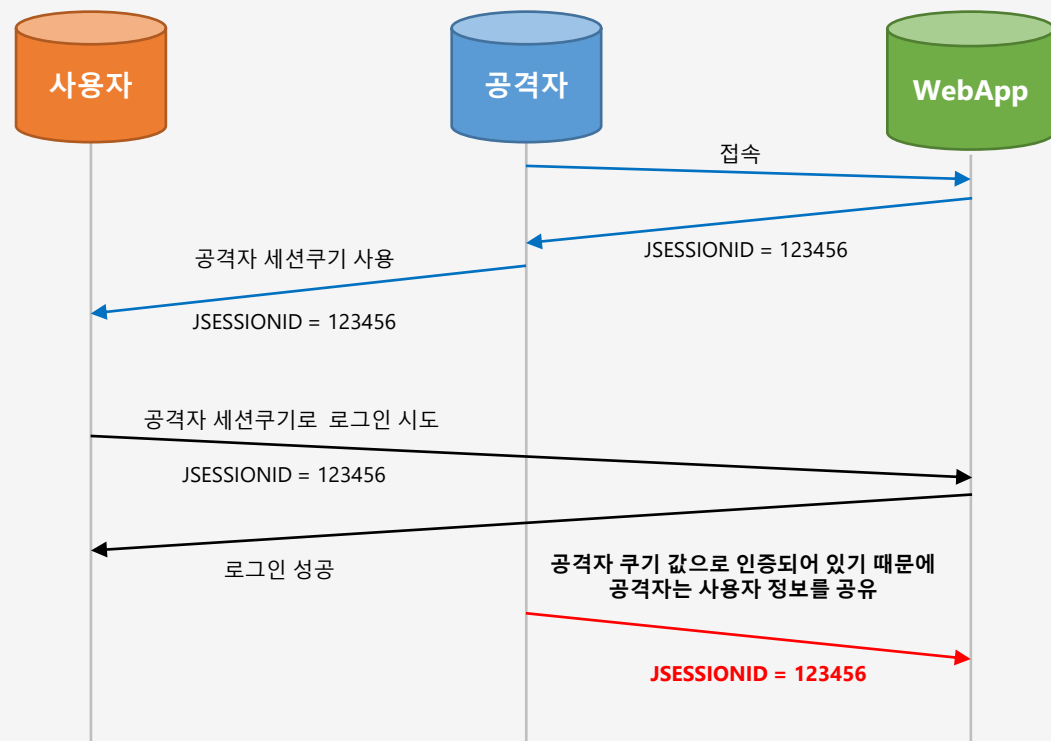 사용자
공격자
WebApp
접속
JSESSIONID = 123456
공격자 세션쿠기 사용
JSESSIONID = 123456
공격자 세션쿠기로 로그인 시도
JSESSIONID = 123456
로그인 성공
공격자 쿠기 값으로 인증되어 있기 때문에
공격자는 사용자 정보를 공유
JSESSIONID = 123456